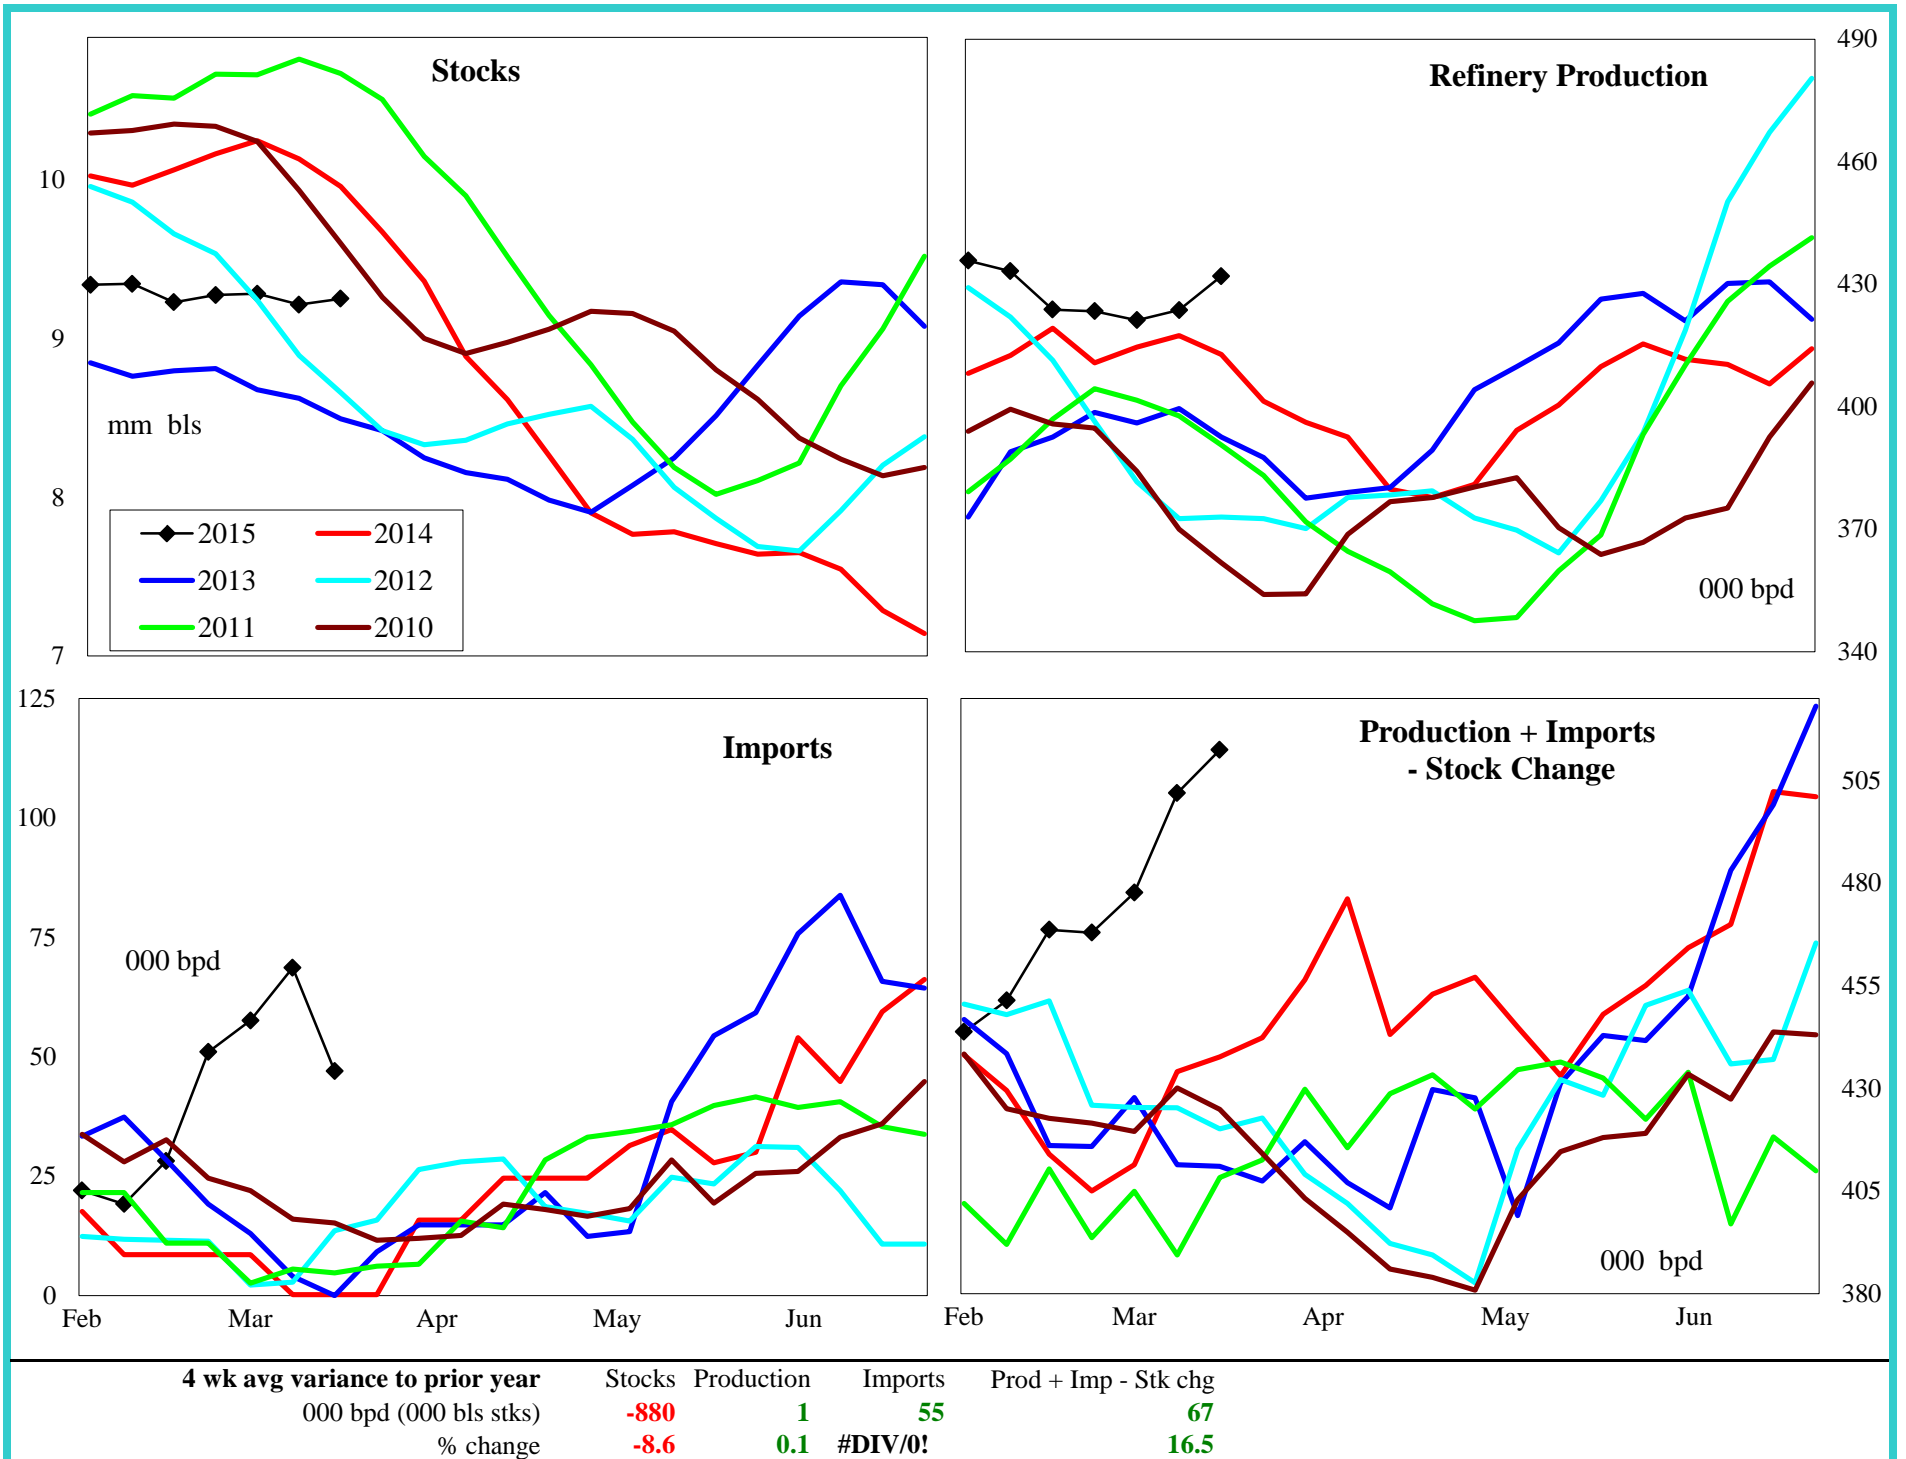 Stocks
10
9
8
7
mm bls
2015 2014
2013 2012
2011 2010
Refinery Production
490
460
430
400
370
340
000 bpd
Imports
125
100
75
50
25
0
000 bpd
Feb Mar Apr May Jun
Production + Imports
- Stock Change
505
480
455
430
405
380
000 bpd
Feb Mar Apr May Jun
4 wk avg variance to prior year Stocks Production Imports Prod + Imp - Stk chg
000 bpd (000 bls stks) -880 1 55 67
% change -8.6 0.1 #DIV/0! 16.5